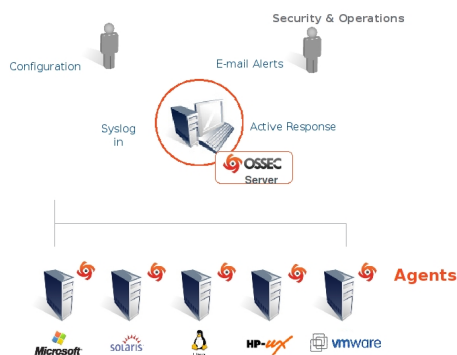 Security & Operations
Configuration
E-mail Alerts
Syslog
in
Active Response
OSSEC
Server
Agents
Microsoft
solaris
HP-UX
vmware